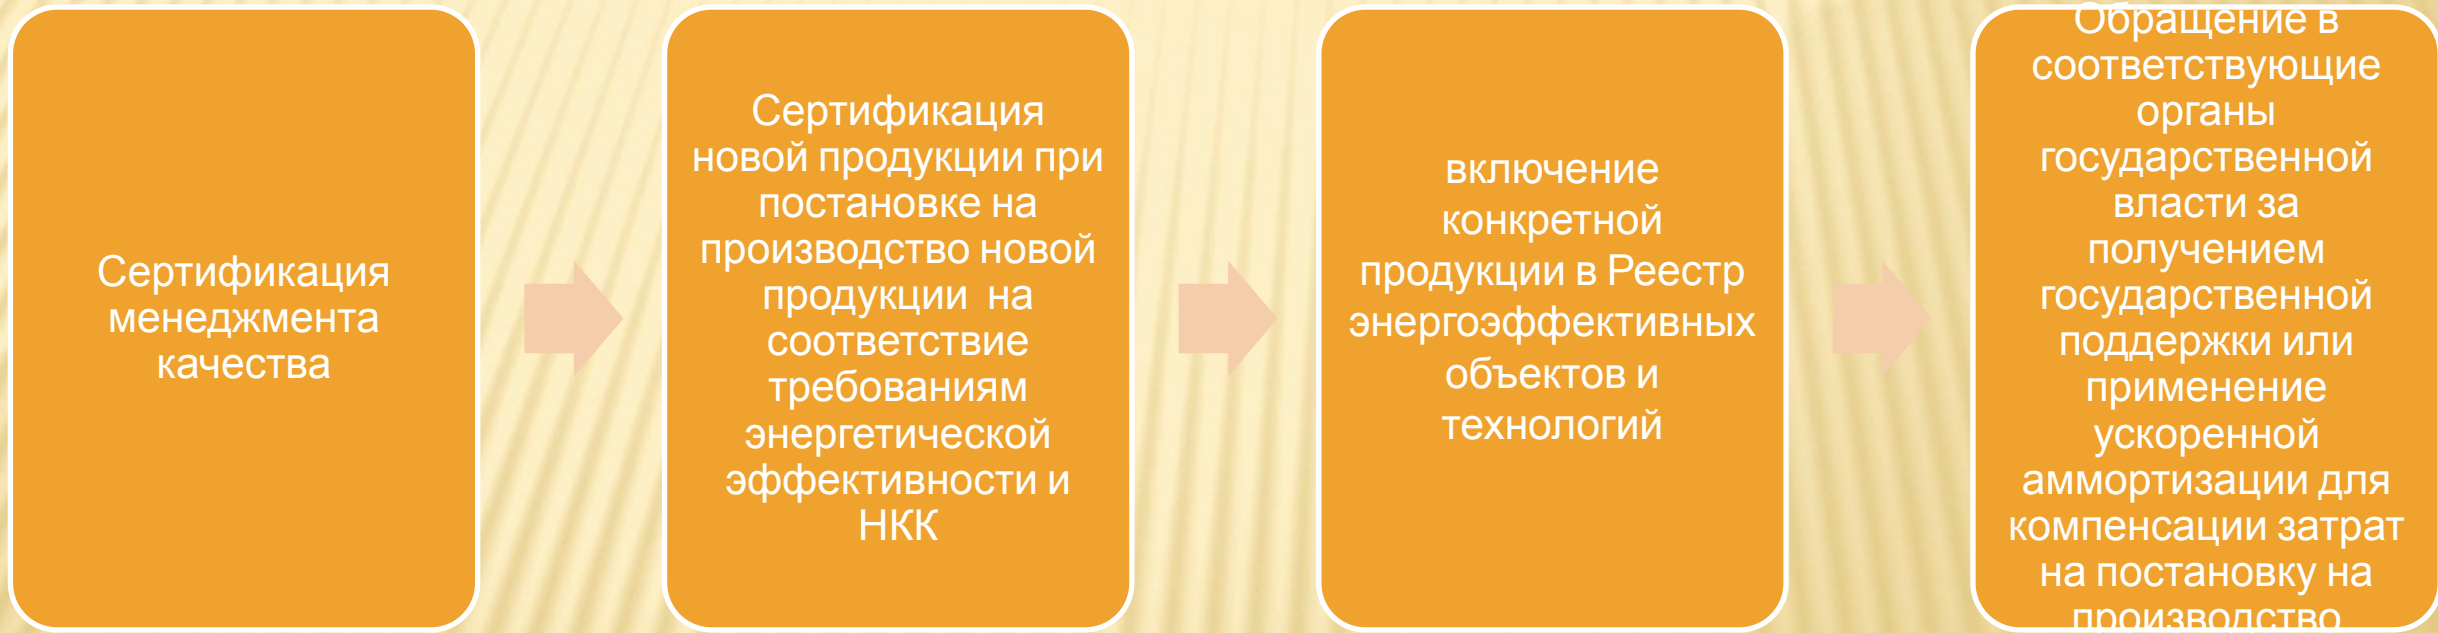 Сертификация
менеджмента
качества
Сертификация
новой продукции при
постановке на
производство новой
продукции  на
соответствие
требованиям
энергетической
эффективности и
НКК
включение
конкретной
продукции в Реестр
энергоэффективных
объектов и
технологий
Обращение в
соответствующие
органы
государственной
власти за
получением
государственной
поддержки или
применение
ускоренной
аммортизации для
компенсации затрат
на постановку на
производство